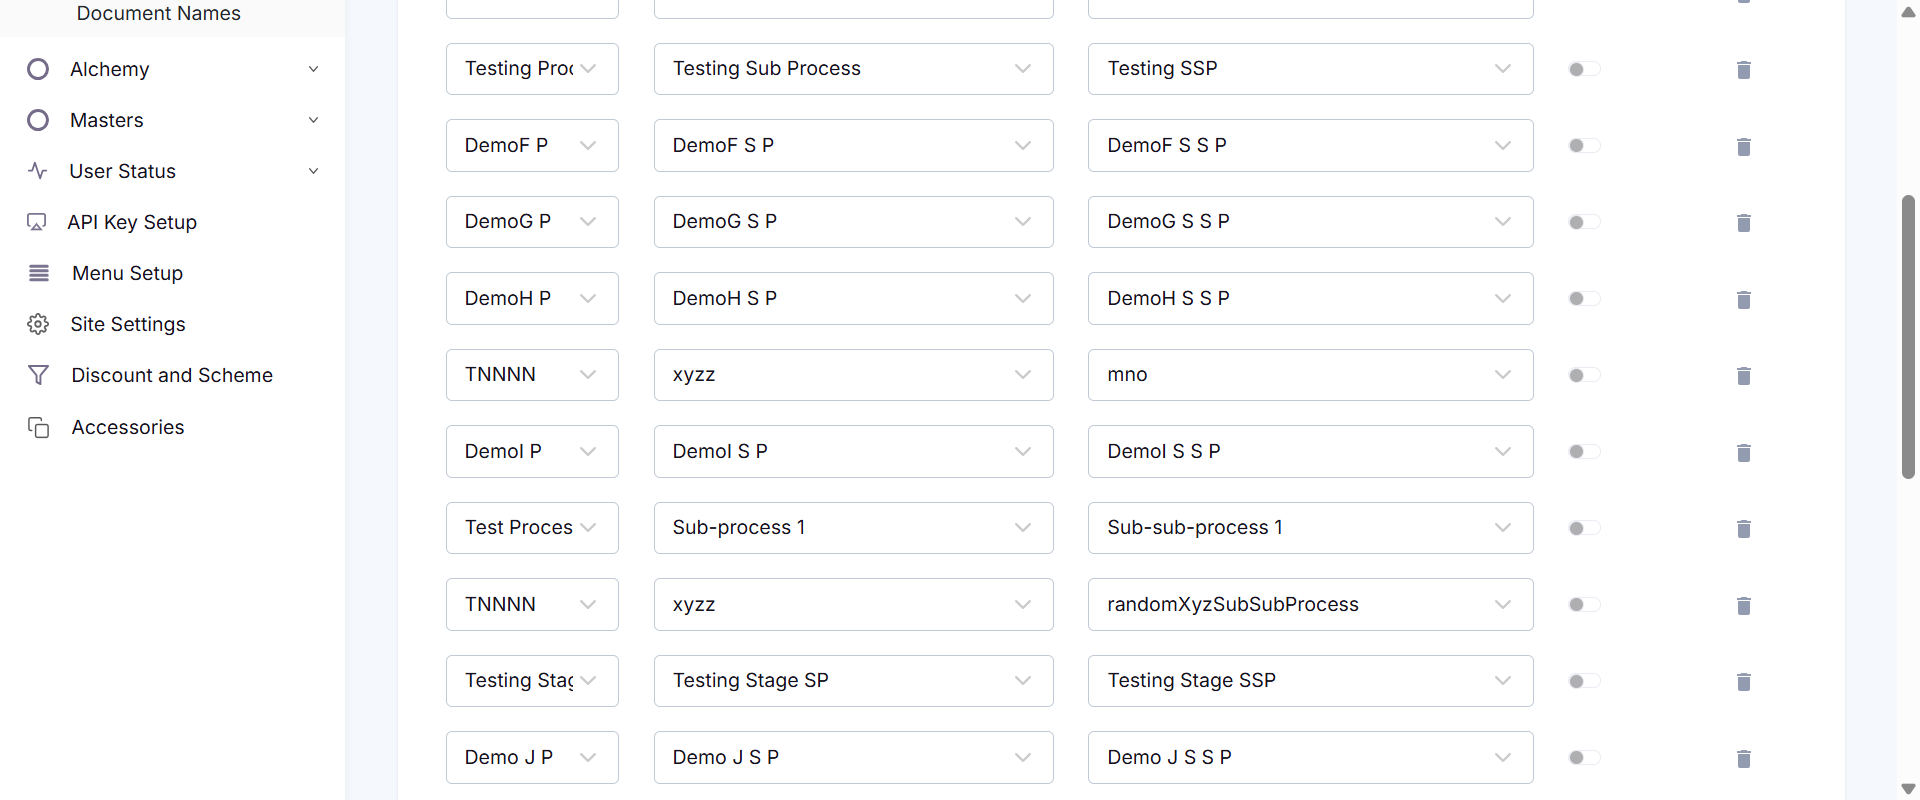 Document Names
Alchemy
Masters
User Status
API Key Setup
Menu Setup
Site Settings
Discount and Scheme
Accessories
Testing Proc Testing Sub Process Testing SSP
DemoF P DemoF S P DemoF S S P
DemoG P DemoG S P DemoG S S P
DemoH P DemoH S P DemoH S S P
TNNNN xyzz mno
DemoI P DemoI S P DemoI S S P
Test Proces Sub-process 1 Sub-sub-process 1
TNNNN xyzz randomXyzSubSubProcess
Testing Stag Testing Stage SP Testing Stage SSP
Demo J P Demo J S P Demo J S S P